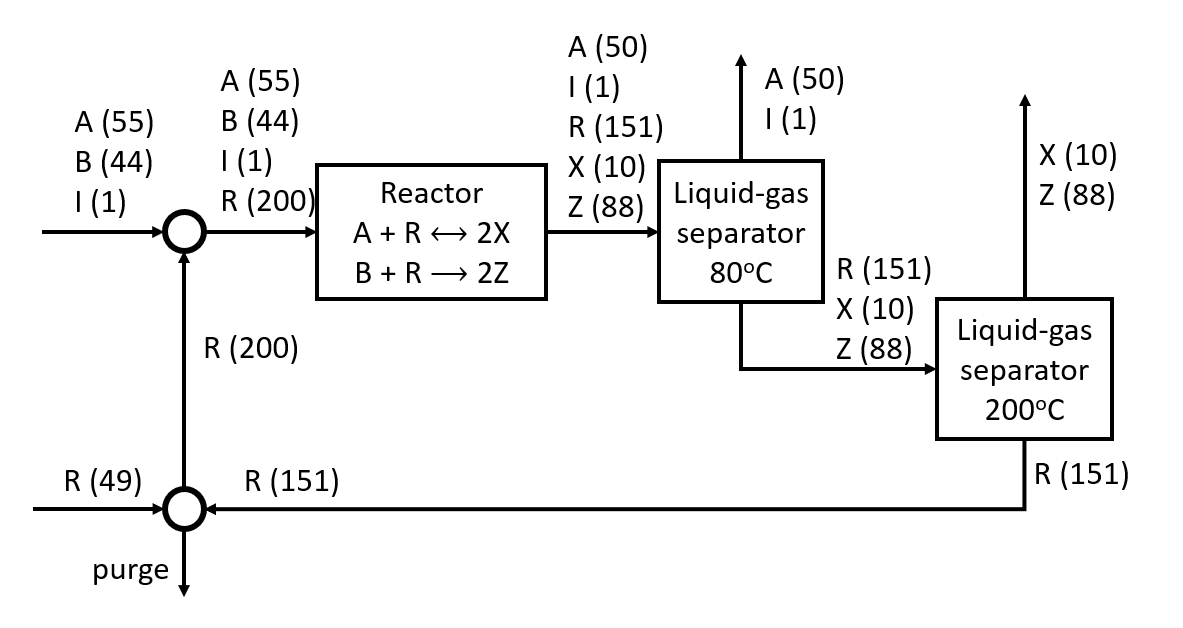 A (55)
B (44)
I (1)
A (55)
B (44)
I (1)
R (200)
Reactor
A + R ⟷ 2X
B + R ⟶ 2Z
A (50)
I (1)
R (151)
X (10)
Z (88)
Liquid-gas
separator
80°C
A (50)
I (1)
R (151)
X (10)
Z (88)
Liquid-gas
separator
200°C
X (10)
Z (88)
R (151)
R (200)
R (49)
R (151)
purge